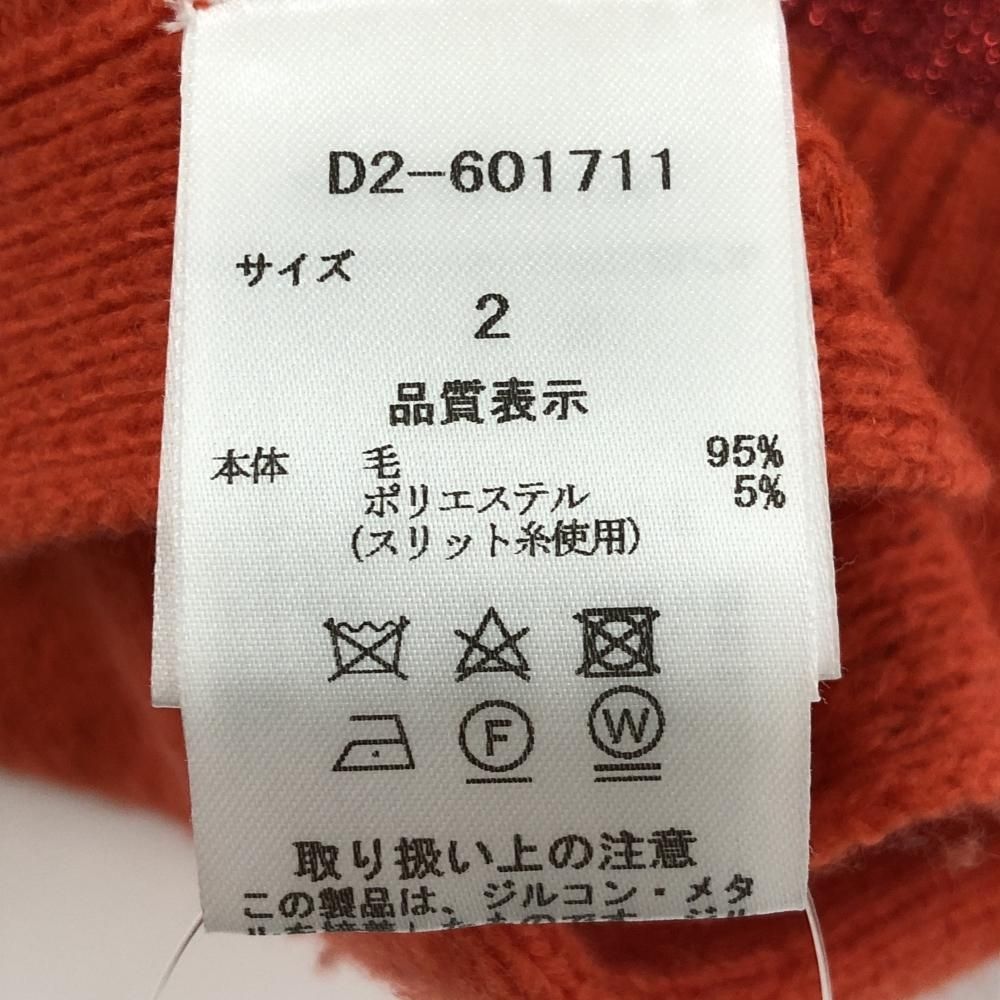 D2-601711
サイズ
2
品質表示
本体 毛 95%
ポリエステル 5%
(スリット糸使用)
F W
取り扱い上の注意
この製品は、ジルコン・メタ